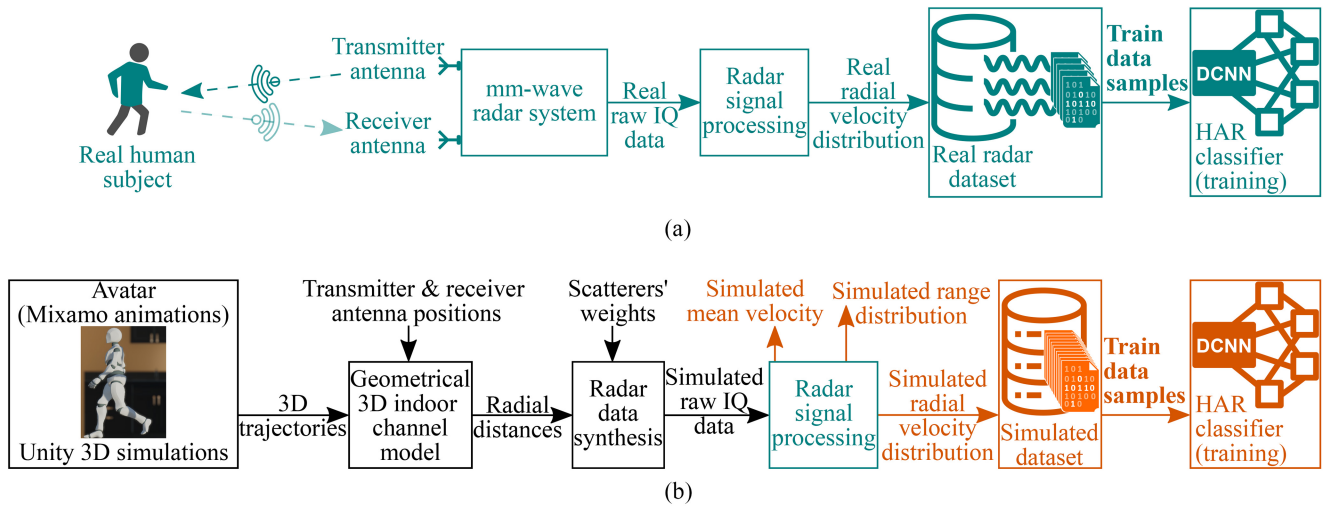 Real human
subject
Transmitter
antenna
Receiver
antenna
mm-wave
radar system
Real
raw IQ
data
Radar
signal
processing
Real
radial
velocity
distribution
101
01010
10110
10100
010
Real radar
dataset
Train
data
samples
DCNN
HAR
classifier
(training)
(a)
Avatar
(Mixamo animations)
Unity 3D simulations
3D
trajectories
Transmitter & receiver
antenna positions
Geometrical
3D indoor
channel
model
Radial
distances
Scatterers'
weights
Radar
data
synthesis
Simulated
raw IQ
data
Simulated
mean velocity
Simulated range
distribution
Radar
signal
processing
Simulated
radial
velocity
distribution
101
01010
10110
10100
010
Simulated
dataset
Train
data
samples
DCNN
HAR
classifier
(training)
(b)